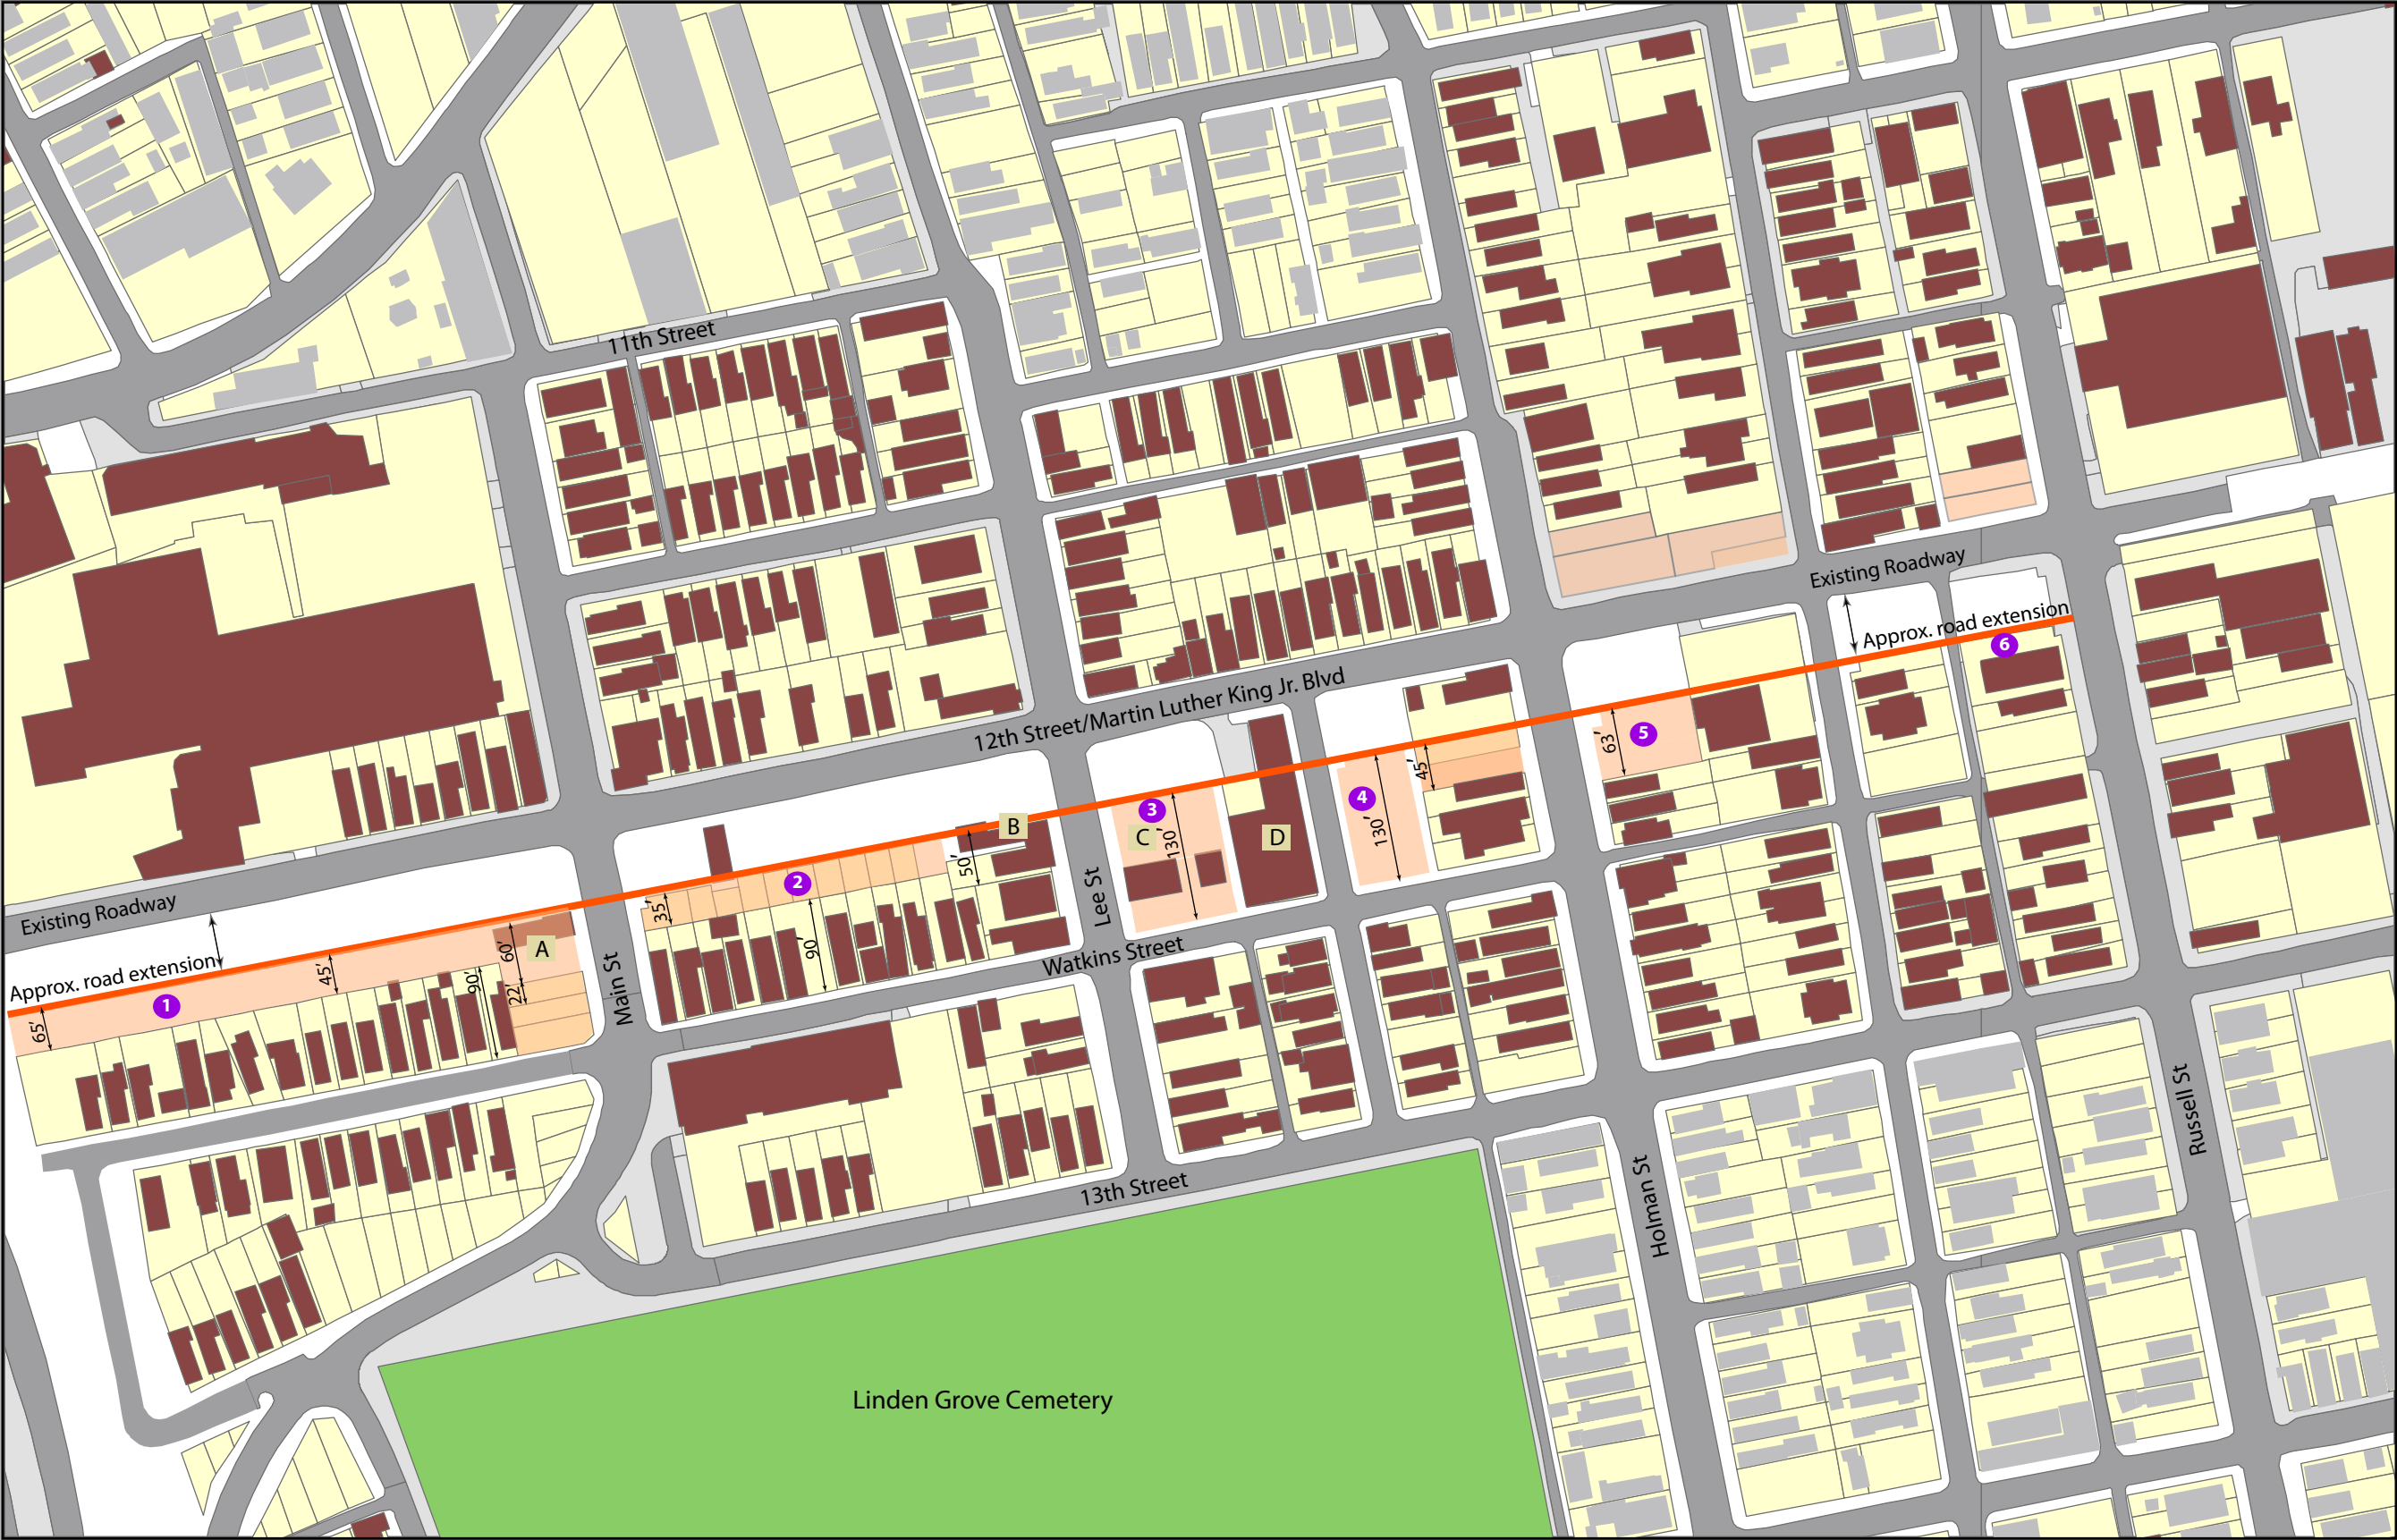 11th Street
Existing Roadway
Approx. road extension
6
12th Street/Martin Luther King Jr. Blvd
63’
5
45’
4
130’
3
C
130’
D
B
50’
2
35’
90’
Lee St
Existing Roadway
Approx. road extension
1
65’
45’
90’
60’
22’
A
Main St
Watkins Street
13th Street
Holman St
Russell St
Linden Grove Cemetery